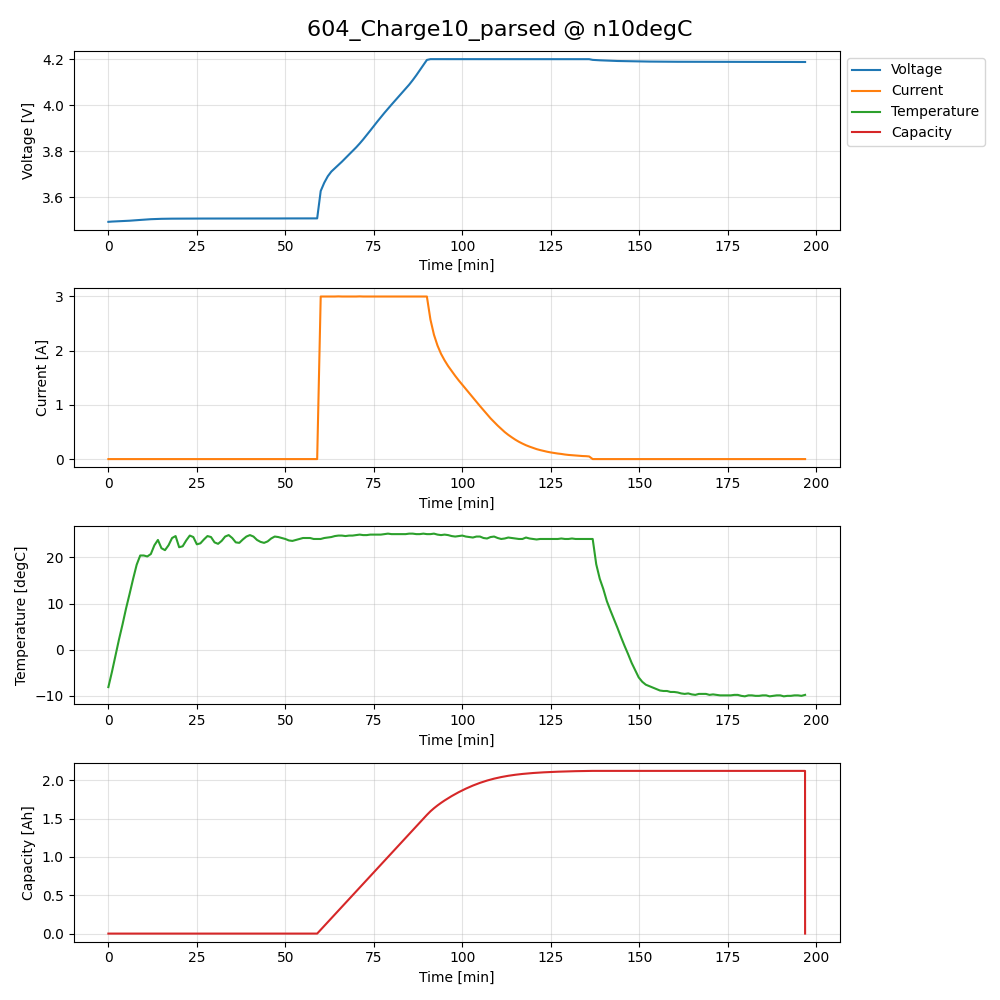 604_Charge10_parsed @ n10degC
Voltage [V]
4.2
4.0
3.8
3.6
0 25 50 75 100 125 150 175 200
Time [min]
Voltage
Current
Temperature
Capacity
Current [A]
3
2
1
0
0 25 50 75 100 125 150 175 200
Time [min]
Temperature [degC]
20
10
0
−10
0 25 50 75 100 125 150 175 200
Time [min]
Capacity [Ah]
2.0
1.5
1.0
0.5
0.0
0 25 50 75 100 125 150 175 200
Time [min]